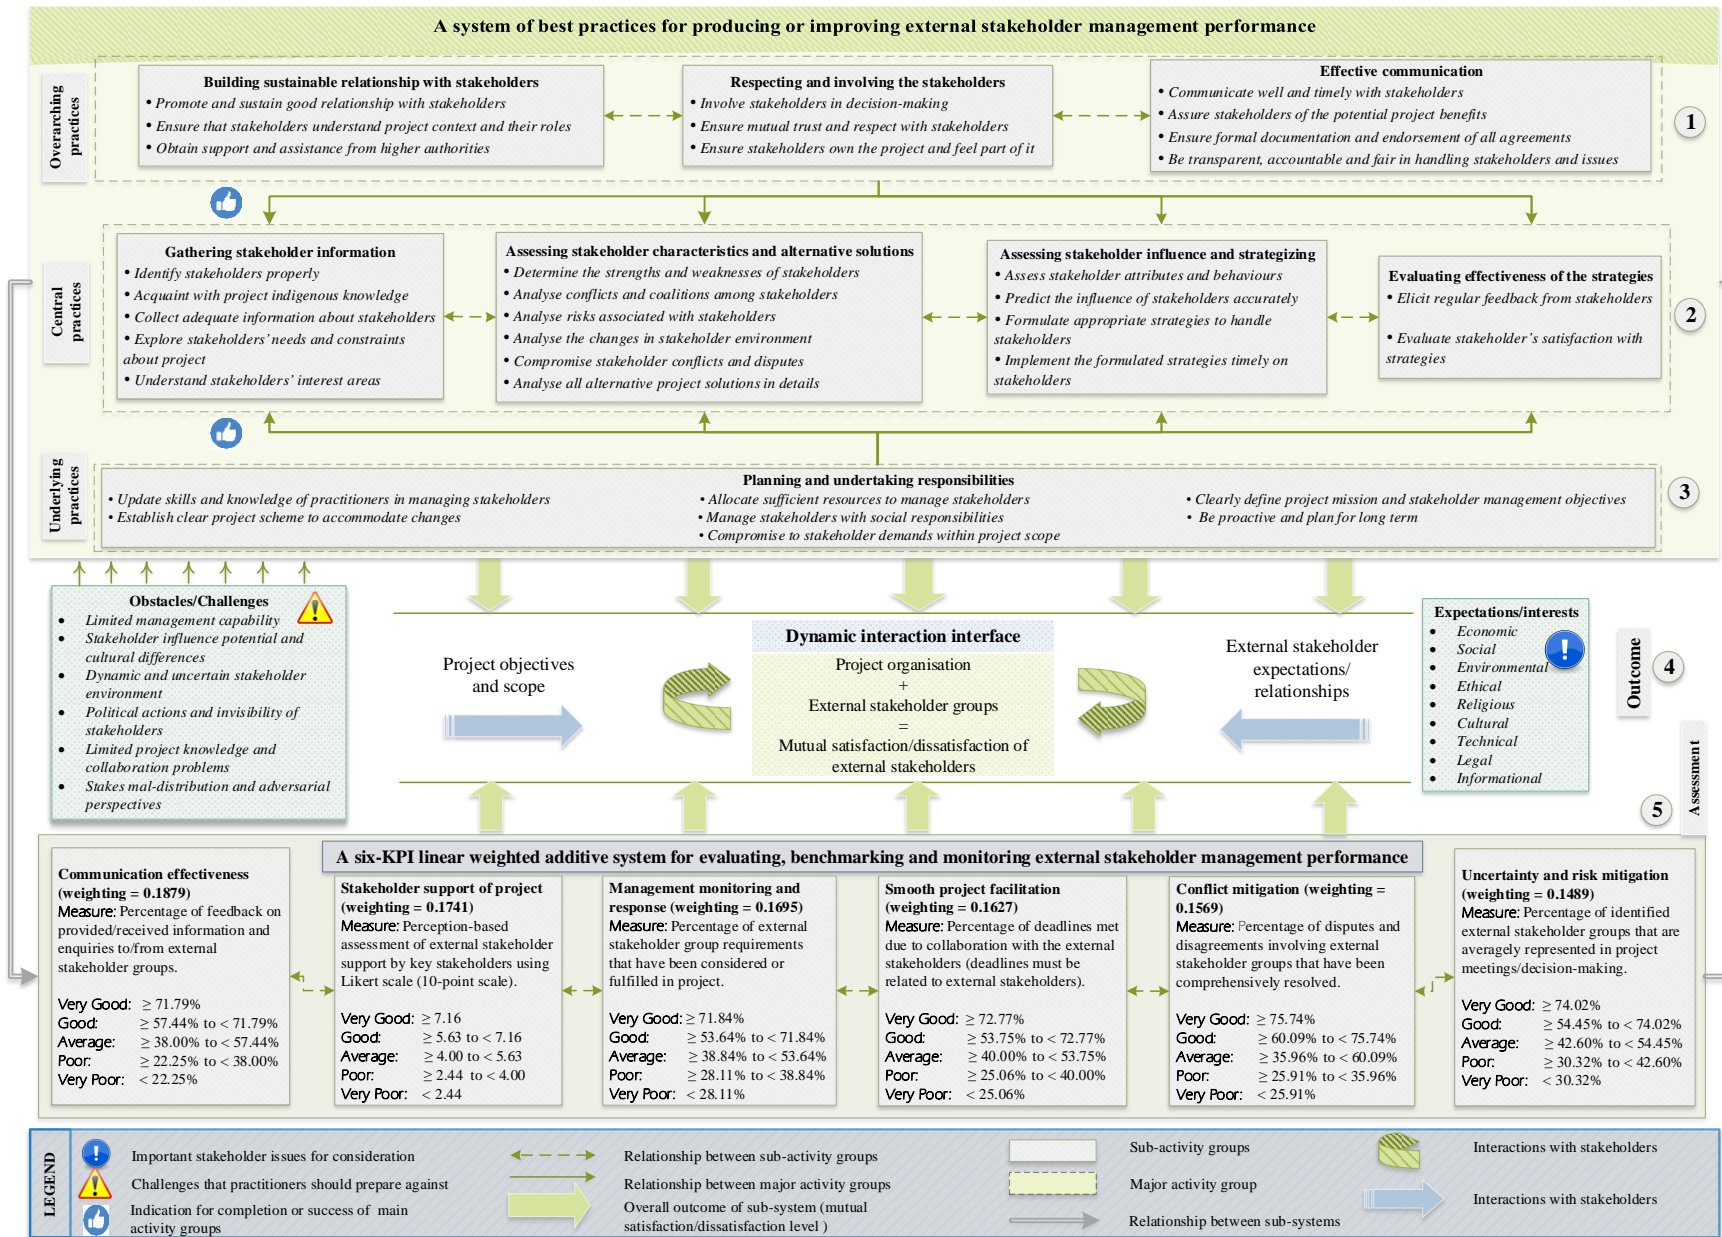 A system of best practices for producing or improving external stakeholder management performance
Overarching
practices
Building sustainable relationship with stakeholders
• Promote and sustain good relationship with stakeholders
• Ensure that stakeholders understand project context and their roles
• Obtain support and assistance from higher authorities
Respecting and involving the stakeholders
• Involve stakeholders in decision-making
• Ensure mutual trust and respect with stakeholders
• Ensure stakeholders own the project and feel part of it
Effective communication
• Communicate well and timely with stakeholders
• Assure stakeholders of the potential project benefits
• Ensure formal documentation and endorsement of all agreements
• Be transparent, accountable and fair in handling stakeholders and issues
1
Central
practices
Gathering stakeholder information
• Identify stakeholders properly
• Acquaint with project indigenous knowledge
• Collect adequate information about stakeholders
• Explore stakeholders' needs and constraints
about project
• Understand stakeholders' interest areas
Assessing stakeholder characteristics and alternative solutions
• Determine the strengths and weaknesses of stakeholders
• Analyse conflicts and coalitions among stakeholders
• Analyse risks associated with stakeholders
• Analyse the changes in stakeholder environment
• Compromise stakeholder conflicts and disputes
• Analyse all alternative project solutions in details
Assessing stakeholder influence and strategizing
• Assess stakeholder attributes and behaviours
• Predict the influence of stakeholders accurately
• Formulate appropriate strategies to handle
stakeholders
• Implement the formulated strategies timely on
stakeholders
Evaluating effectiveness of the strategies
• Elicit regular feedback from stakeholders
• Evaluate stakeholder's satisfaction with
strategies
2
Underlying
practices
Planning and undertaking responsibilities
• Update skills and knowledge of practitioners in managing stakeholders
• Establish clear project scheme to accommodate changes
• Allocate sufficient resources to manage stakeholders
• Manage stakeholders with social responsibilities
• Compromise to stakeholder demands within project scope
• Clearly define project mission and stakeholder management objectives
• Be proactive and plan for long term
3
Obstacles/Challenges
• Limited management capability
• Stakeholder influence potential and
cultural differences
• Dynamic and uncertain stakeholder
environment
• Political actions and invisibility of
stakeholders
• Limited project knowledge and
collaboration problems
• Stakes mal-distribution and adversarial
perspectives
Project objectives
and scope
Dynamic interaction interface
Project organisation
+
External stakeholder groups
=
Mutual satisfaction/dissatisfaction of
external stakeholders
External stakeholder
expectations/
relationships
Expectations/interests
• Economic
• Social
• Environmental
• Ethical
• Religious
• Cultural
• Technical
• Legal
• Informational
Outcome
4
Assessment
5
A six-KPI linear weighted additive system for evaluating, benchmarking and monitoring external stakeholder management performance
Communication effectiveness
(weighting = 0.1879)
Measure: Percentage of feedback on
provided/received information and
enquiries to/from external
stakeholder groups.
Very Good: ≥ 71.79%
Good: ≥ 57.44% to < 71.79%
Average: ≥ 38.00% to < 57.44%
Poor: ≥ 22.25% to < 38.00%
Very Poor: < 22.25%
Stakeholder support of project
(weighting = 0.1741)
Measure: Perception-based
assessment of external stakeholder
support by key stakeholders using
Likert scale (10-point scale).
Very Good: ≥ 7.16
Good: ≥ 5.63 to < 7.16
Average: ≥ 4.00 to < 5.63
Poor: ≥ 2.44 to < 4.00
Very Poor: < 2.44
Management monitoring and
response (weighting = 0.1695)
Measure: Percentage of external
stakeholder group requirements
that have been considered or
fulfilled in project.
Very Good: ≥ 71.84%
Good: ≥ 53.64% to < 71.84%
Average: ≥ 38.84% to < 53.64%
Poor: ≥ 28.11% to < 38.84%
Very Poor: < 28.11%
Smooth project facilitation
(weighting = 0.1627)
Measure: Percentage of deadlines met
due to collaboration with the external
stakeholders (deadlines must be
related to external stakeholders).
Very Good: ≥ 72.77%
Good: ≥ 53.75% to < 72.77%
Average: ≥ 40.00% to < 53.75%
Poor: ≥ 25.06% to < 40.00%
Very Poor: < 25.06%
Conflict mitigation (weighting =
0.1569)
Measure: Percentage of disputes and
disagreements involving external
stakeholder groups that have been
comprehensively resolved.
Very Good: ≥ 75.74%
Good: ≥ 60.09% to < 75.74%
Average: ≥ 35.96% to < 60.09%
Poor: ≥ 25.91% to < 35.96%
Very Poor: < 25.91%
Uncertainty and risk mitigation
(weighting = 0.1489)
Measure: Percentage of identified
external stakeholder groups that are
averagely represented in project
meetings/decision-making.
Very Good: ≥ 74.02%
Good: ≥ 54.45% to < 74.02%
Average: ≥ 42.60% to < 54.45%
Poor: ≥ 30.32% to < 42.60%
Very Poor: < 30.32%
LEGEND
Important stakeholder issues for consideration
Challenges that practitioners should prepare against
Indication for completion or success of main
activity groups
Relationship between sub-activity groups
Relationship between major activity groups
Overall outcome of sub-system (mutual
satisfaction/dissatisfaction level )
Sub-activity groups
Major activity group
Relationship between sub-systems
Interactions with stakeholders
Interactions with stakeholders